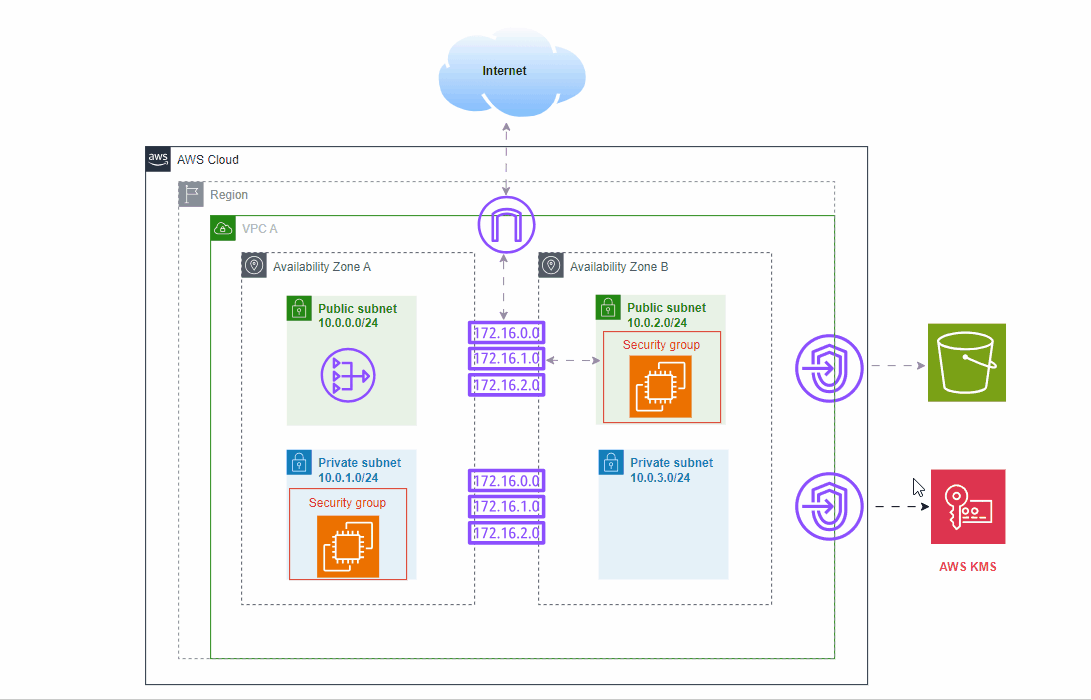 Internet
aws
AWS Cloud
Region
VPC A
Availability Zone A
Availability Zone B
Public subnet
10.0.0.0/24
Public subnet
10.0.2.0/24
172.16.0.0
172.16.1.0
172.16.2.0
Security group
Private subnet
10.0.1.0/24
Security group
172.16.0.0
172.16.1.0
172.16.2.0
Private subnet
10.0.3.0/24
AWS KMS